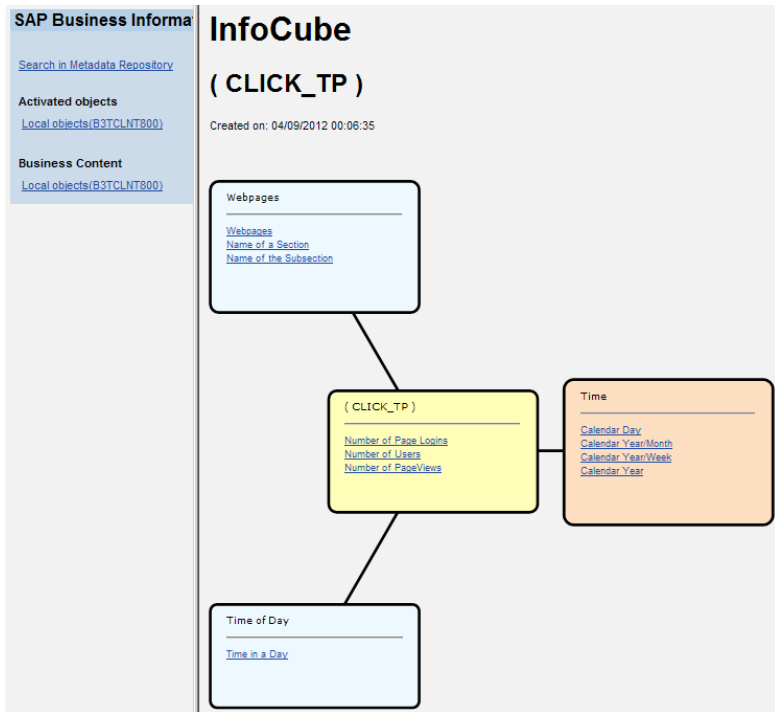 SAP Business Informa
Search in Metadata Repository
Activated objects
Local objects(B3TCLNT800)
Business Content
Local objects(B3TCLNT800)
InfoCube
( CLICK_TP )
Created on: 04/09/2012 00:06:35
Webpages
Webpages
Name of a Section
Name of the Subsection
( CLICK_TP )
Number of Page Logins
Number of Users
Number of PageViews
Time
Calendar Day
Calendar Year/Month
Calendar Year/Week
Calendar Year
Time of Day
Time in a Day